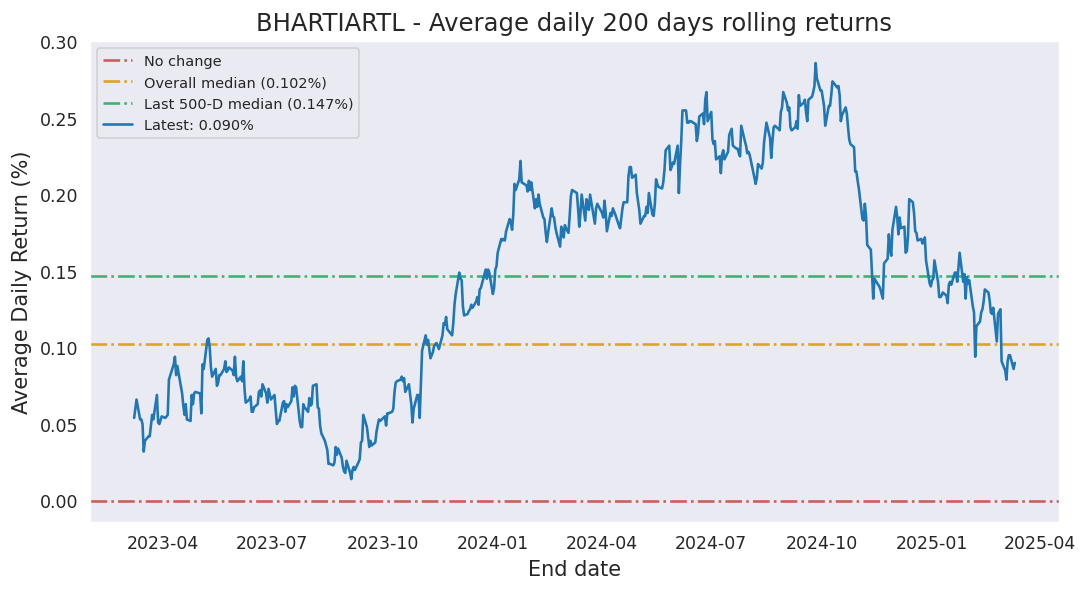 BHARTIARTL - Average daily 200 days rolling returns
No change
Overall median (0.102%)
Last 500-D median (0.147%)
Latest: 0.090%
Average Daily Return (%)
0.30
0.25
0.20
0.15
0.10
0.05
0.00
2023-04 2023-07 2023-10 2024-01 2024-04 2024-07 2024-10 2025-01 2025-04
End date